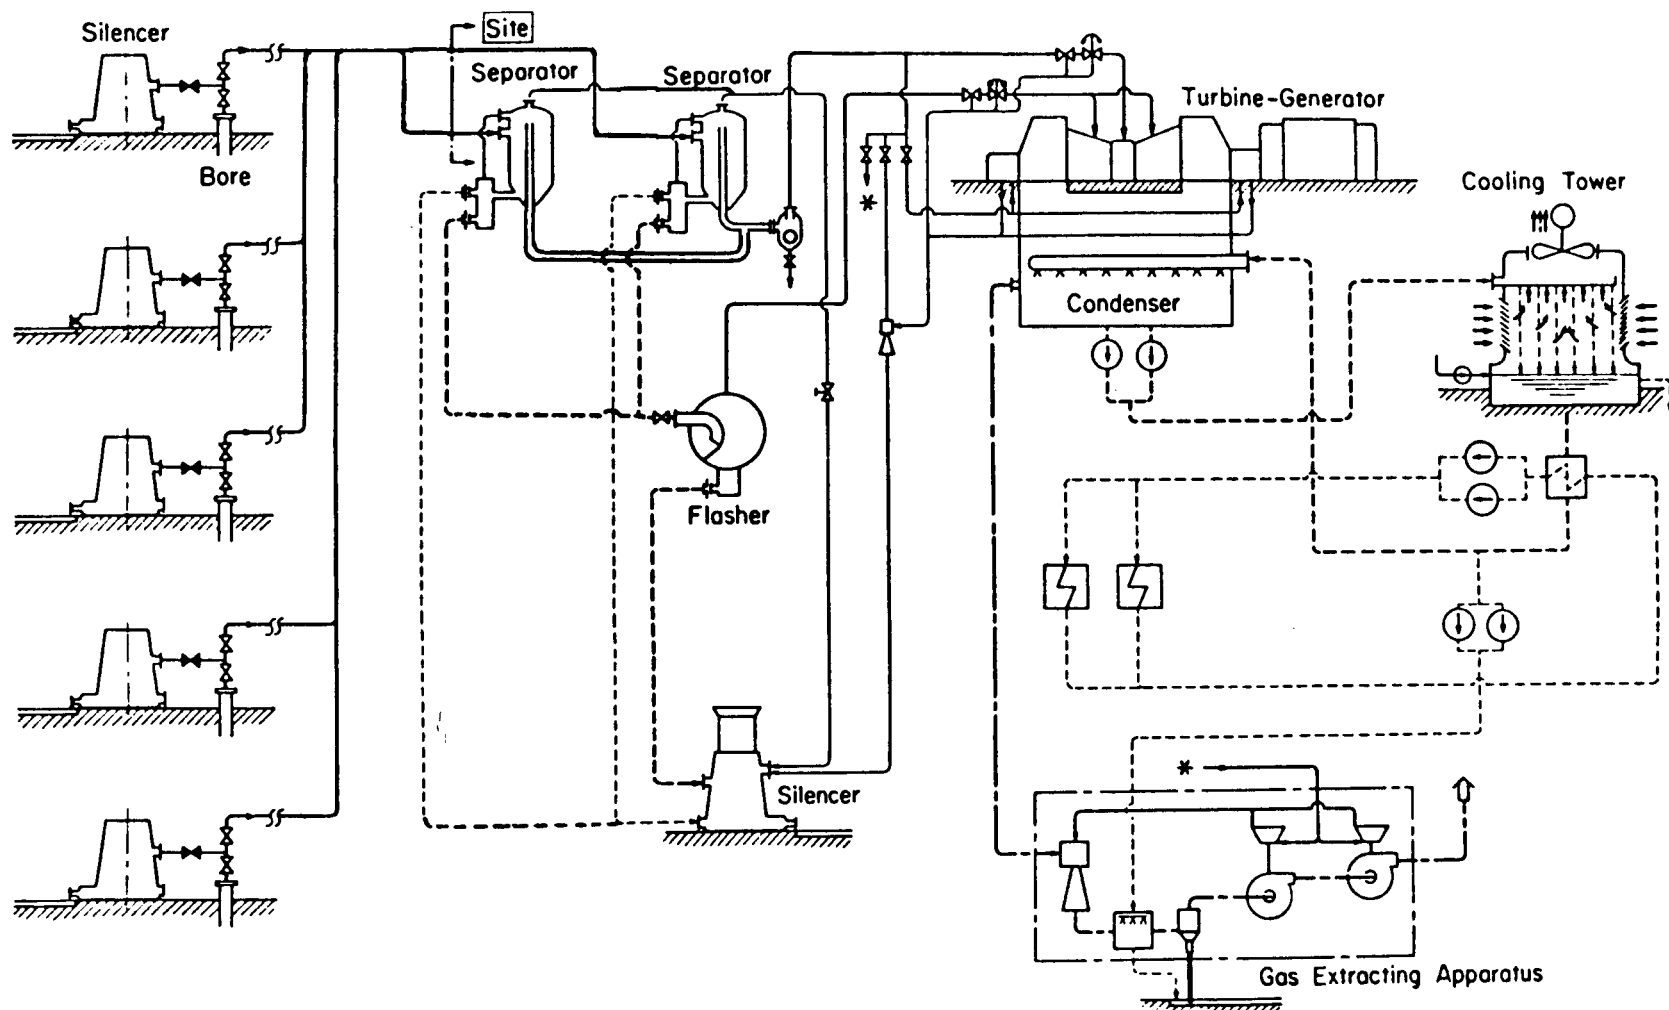 Site
Silencer
Separator
Separator
Turbine-Generator
Bore
Cooling Tower
*
Condenser
Flasher
*
Silencer
Gas Extracting Apparatus